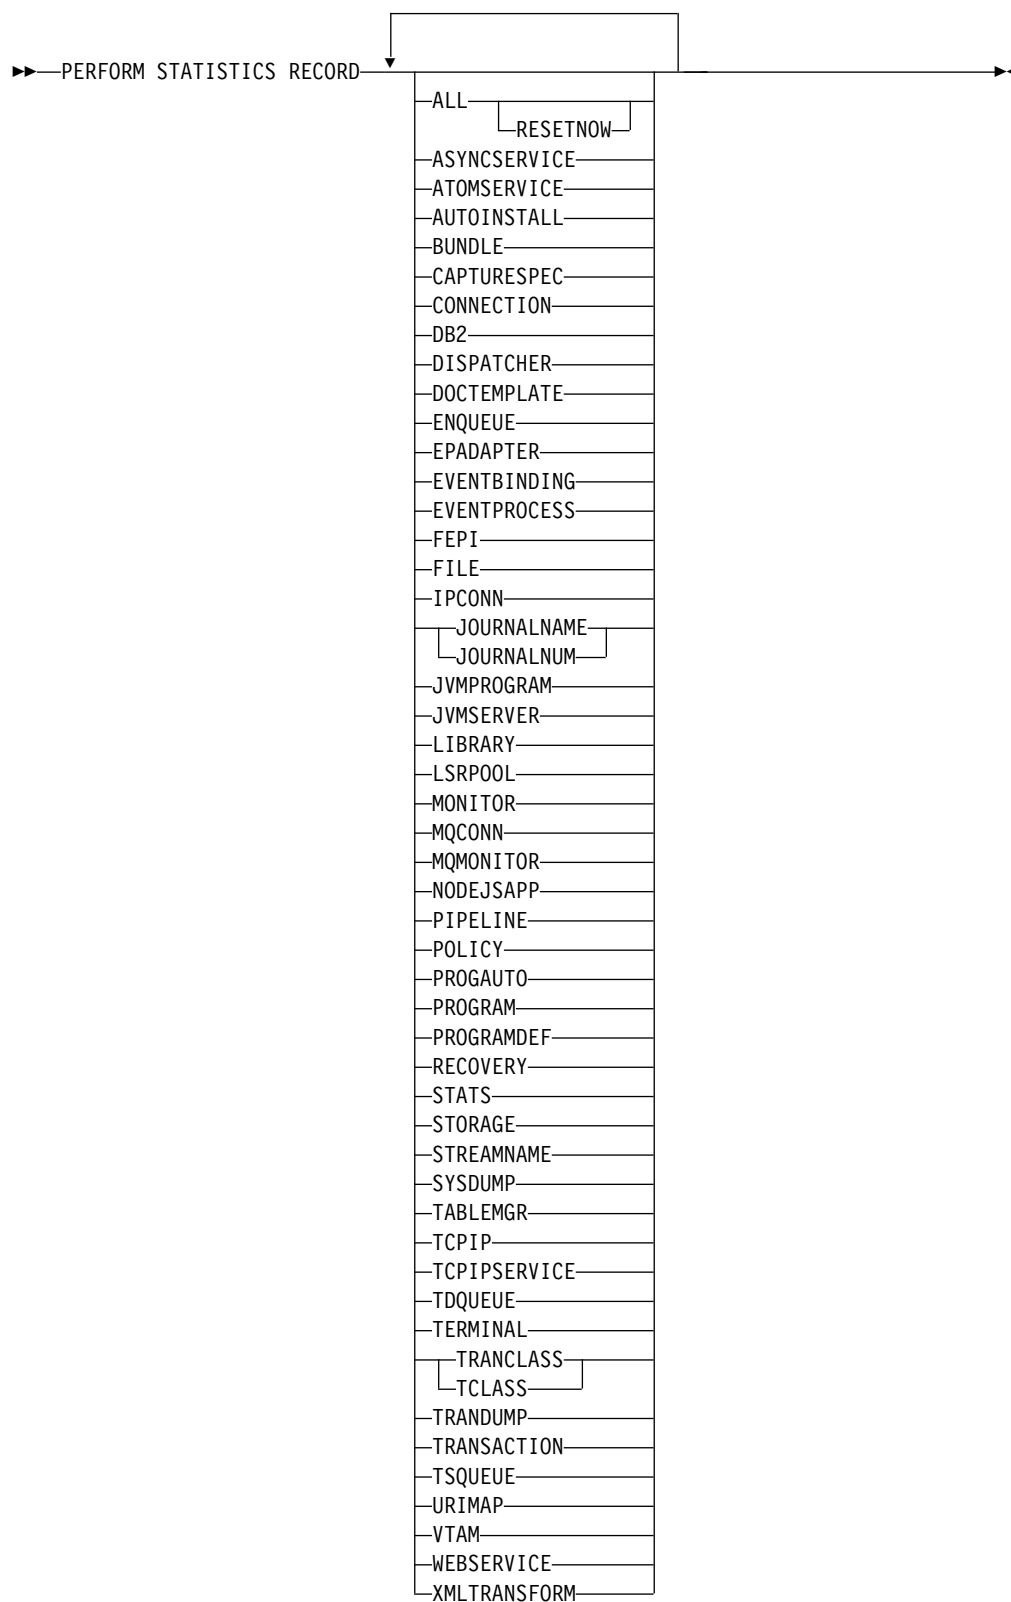 PERFORM STATISTICS RECORD
ALL
RESETNOW
ASYNCSERVICE
ATOMSERVICE
AUTOINSTALL
BUNDLE
CAPTURESPEC
CONNECTION
DB2
DISPATCHER
DOCTEMPLATE
ENQUEUE
EPADAPTER
EVENTBINDING
EVENTPROCESS
FEPI
FILE
IPCONN
JOURNALNAME
JOURNALNUM
JVMPROGRAM
JVMSERVER
LIBRARY
LSRPOOL
MONITOR
MQCONN
MQMONITOR
NODEJSAPP
PIPELINE
POLICY
PROGAUTO
PROGRAM
PROGRAMDEF
RECOVERY
STATS
STORAGE
STREAMNAME
SYSDUMP
TABLEMGR
TCPIP
TCPIPSERVICE
TDQUEUE
TERMINAL
TRANCLASS
TCLASS
TRANDUMP
TRANSACTION
TSQUEUE
URIMAP
VTAM
WEBSERVICE
XMLTRANSFORM